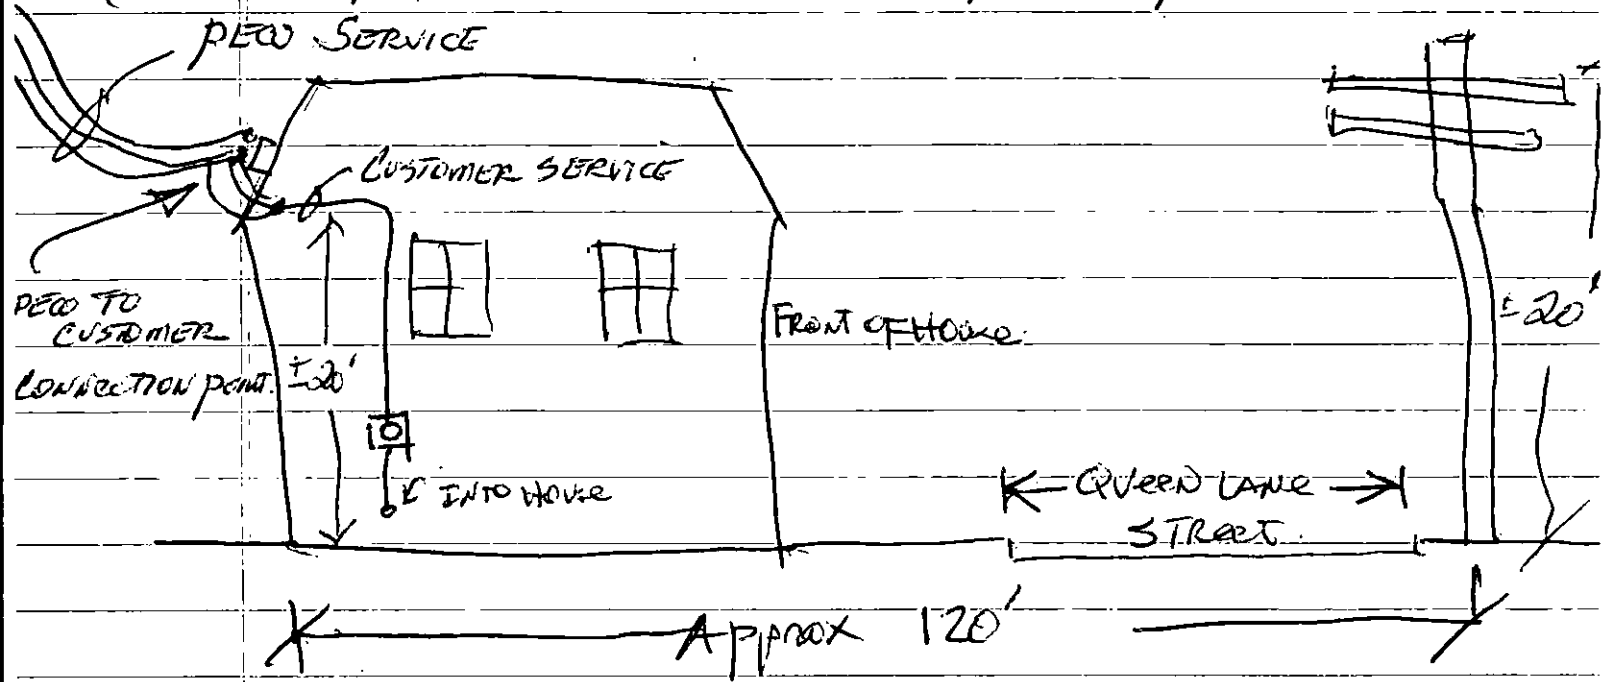 PECO SERVICE
CUSTOMER SERVICE
PECO TO
CUSTOMER
CONNECTION POINT.
±20'
FRONT OF HOUSE
±20'
INTO HOUSE
QUEEN LANE
STREET.
Approx 120'